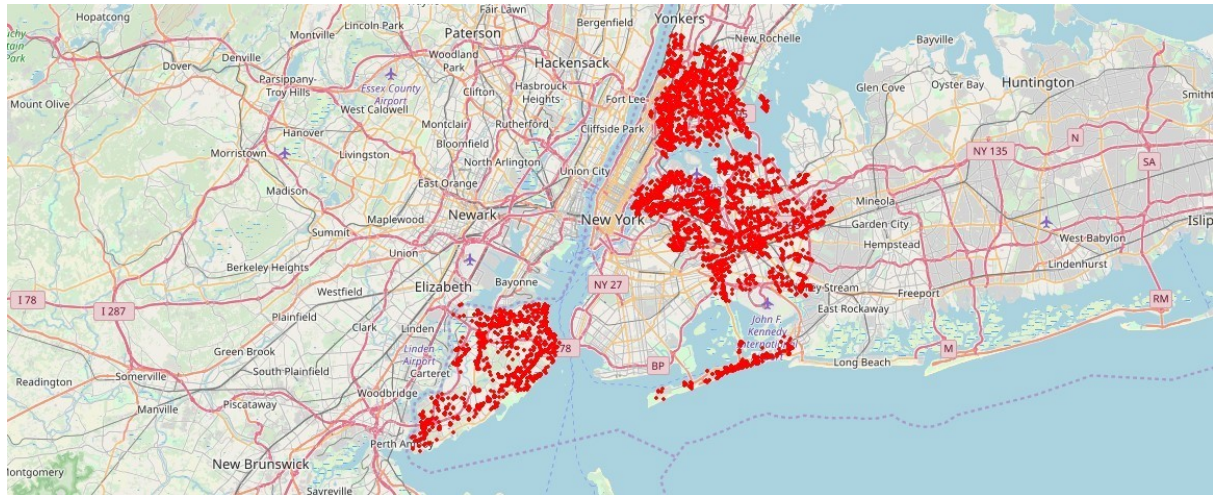 Hopatcong
Lincoln Park
Fair Lawn
Yonkers
Montville
Bergenfield
Paterson
New Rochelle
Bayville
Denville
Woodland
Park
Dover
Hackensack
Parsippany-
Troy Hills
Essex County
Airport
Hasbrouck
Heights
Glen Cove
Oyster Bay
Huntington
Mount Olive
West Caldwell
Clifton
Fort Lee
Hanover
Montclair
Rutherford
Cliffside Park
Bloomfield
NY 135
N
Morristown
Livingston
North Arlington
Union City
SA
Madison
East Orange
Mineola
Maplewood
Newark
New York
Garden City
Summit
Hempstead
West Babylon
Islip
Union
Berkeley Heights
Lindenhurst
I 78
I 287
Westfield
Elizabeth
Bayonne
NY 27
Freeport
East Rockaway
RM
Plainfield
Clark
Linden
John F.
Kennedy
International
Green Brook
Linden
Airport
78
M
Somerville
South Plainfield
Carteret
BP
Long Beach
Readington
Woodbridge
Manville
Piscataway
Perth Amboy
Montgomery
New Brunswick
Sayreville